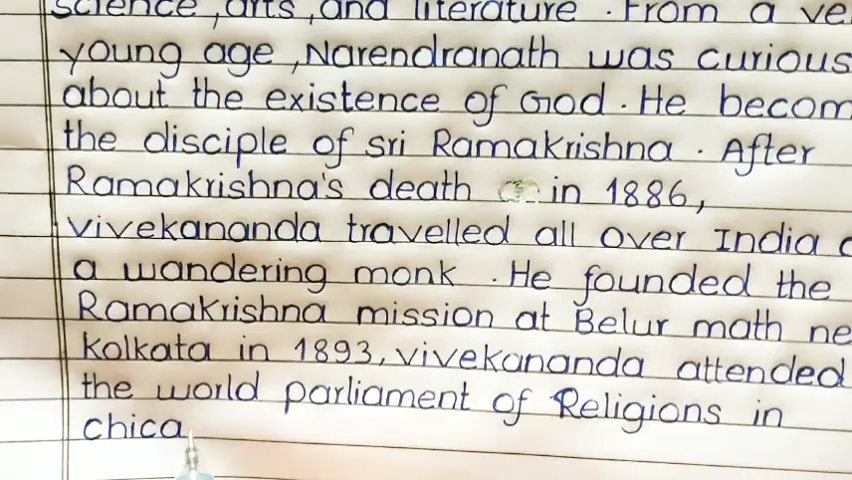 science, arts, and literature. From a ve
young age, Narendranath was curious
about the existence of God. He becom
the disciple of sri Ramakrishna. After
Ramakrishna's death in 1886,
vivekananda travelled all over India
a wandering monk. He founded the
Ramakrishna mission at Belur math ne
Kolkata in 1893, vivekananda attended
the world parliament of Religions in
chica